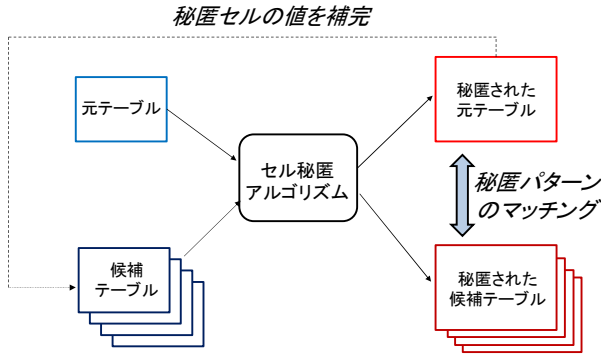 秘匿セルの値を補完
元テーブル
秘匿された
元テーブル
セル秘匿
アルゴリズム
秘匿パターン
のマッチング
候補
テーブル
秘匿された
候補テーブル